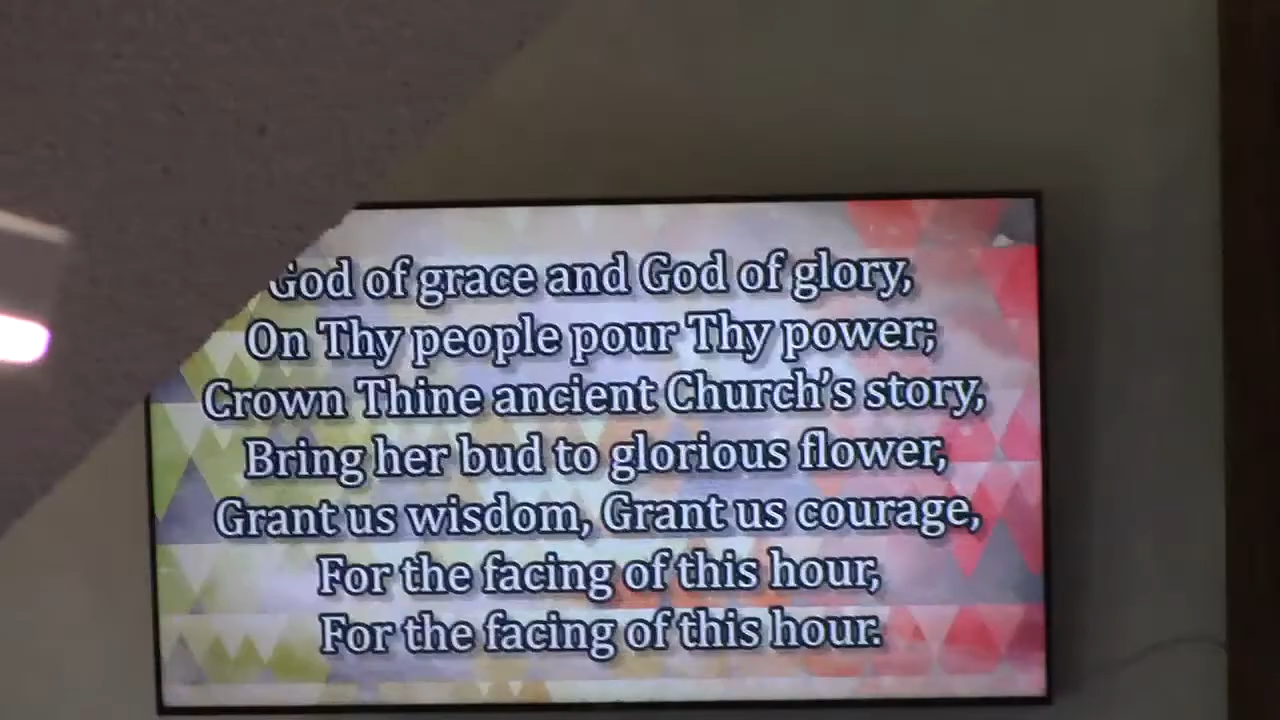 God of grace and God of glory,
On Thy people pour Thy power;
Crown Thine ancient Church's story,
Bring her bud to glorious flower,
Grant us wisdom, Grant us courage,
For the facing of this hour,
For the facing of this hour.